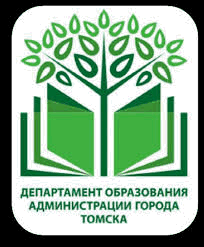 ДЕПАРТАМЕНТ ОБРАЗОВАНИЯ
АДМИНИСТРАЦИИ ГОРОДА
ТОМСКА